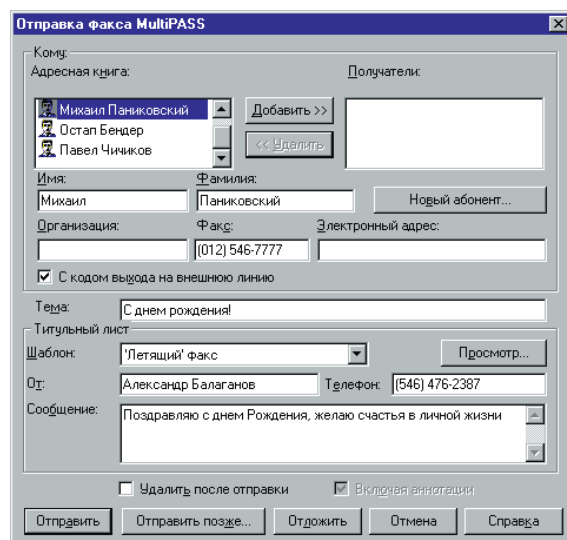 Отправка факса MultiPASS
Кому:
Адресная книга:
Получатели:
Михаил Паниковский
Остап Бендер
Павел Чичиков
Добавить >>
<< Удалить
Имя:
Фамилия:
Михаил
Паниковский
Новый абонент...
Организация:
Факс:
Электронный адрес:
(012) 546-7777
С кодом выхода на внешнюю линию
Тема:
С днем рождения!
Титульный лист
Шаблон:
'Летящий' факс
Просмотр...
От:
Александр Балаганов
Телефон:
(546) 476-2387
Сообщение:
Поздравляю с днем Рождения, желаю счастья в личной жизни
Удалить после отправки
Включая аннотации
Отправить
Отправить позже...
Отложить
Отмена
Справка